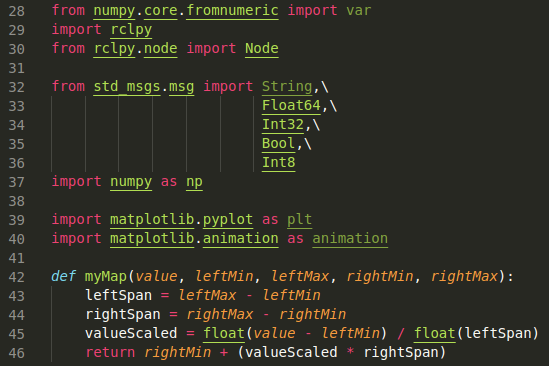 28 from numpy.core.fromnumeric import var
29 import rclpy
30 from rclpy.node import Node
31
32 from std_msgs.msg import String,\
33                          Float64,\
34                          Int32,\
35                          Bool,\
36                          Int8
37 import numpy as np
38
39 import matplotlib.pyplot as plt
40 import matplotlib.animation as animation
41
42 def myMap(value, leftMin, leftMax, rightMin, rightMax):
43     leftSpan = leftMax - leftMin
44     rightSpan = rightMax - rightMin
45     valueScaled = float(value - leftMin) / float(leftSpan)
46     return rightMin + (valueScaled * rightSpan)